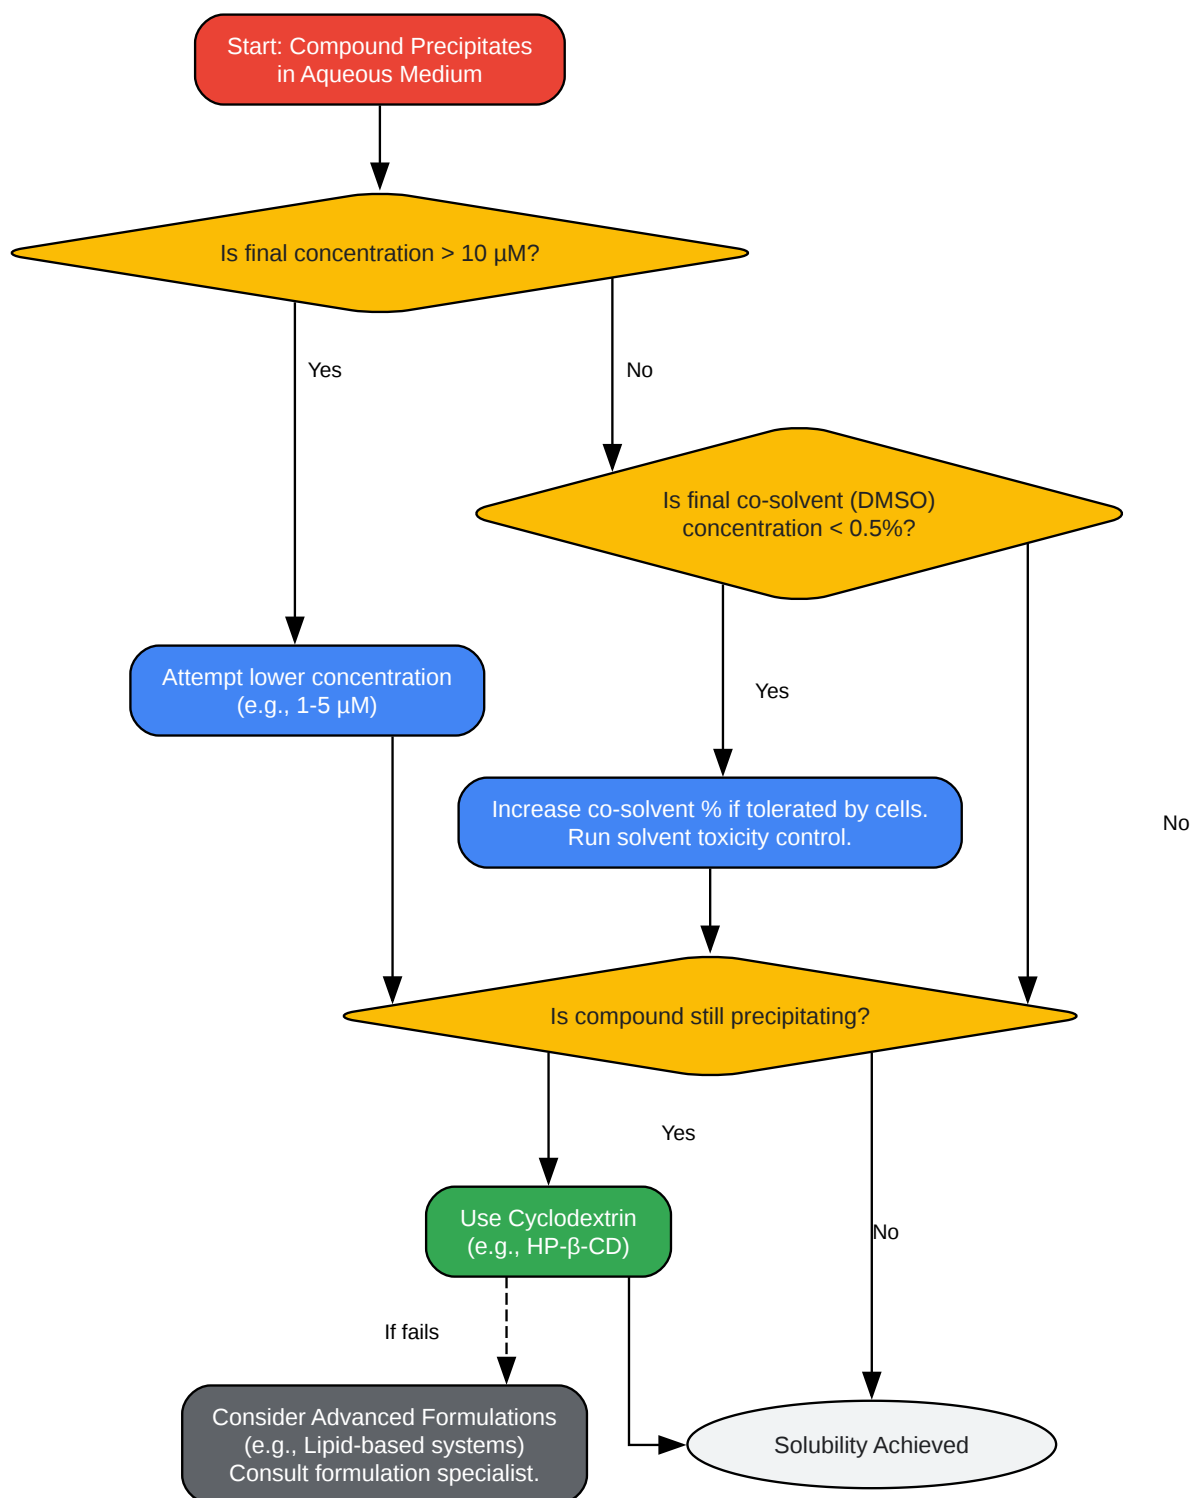 Start: Compound Precipitates
in Aqueous Medium
Is final concentration > 10 µM?
Yes
No
Is final co-solvent (DMSO)
concentration < 0.5%?
Attempt lower concentration
(e.g., 1-5 µM)
Yes
Increase co-solvent % if tolerated by cells.
Run solvent toxicity control.
No
Is compound still precipitating?
Yes
Use Cyclodextrin
(e.g., HP-β-CD)
No
If fails
Consider Advanced Formulations
(e.g., Lipid-based systems)
Consult formulation specialist.
Solubility Achieved